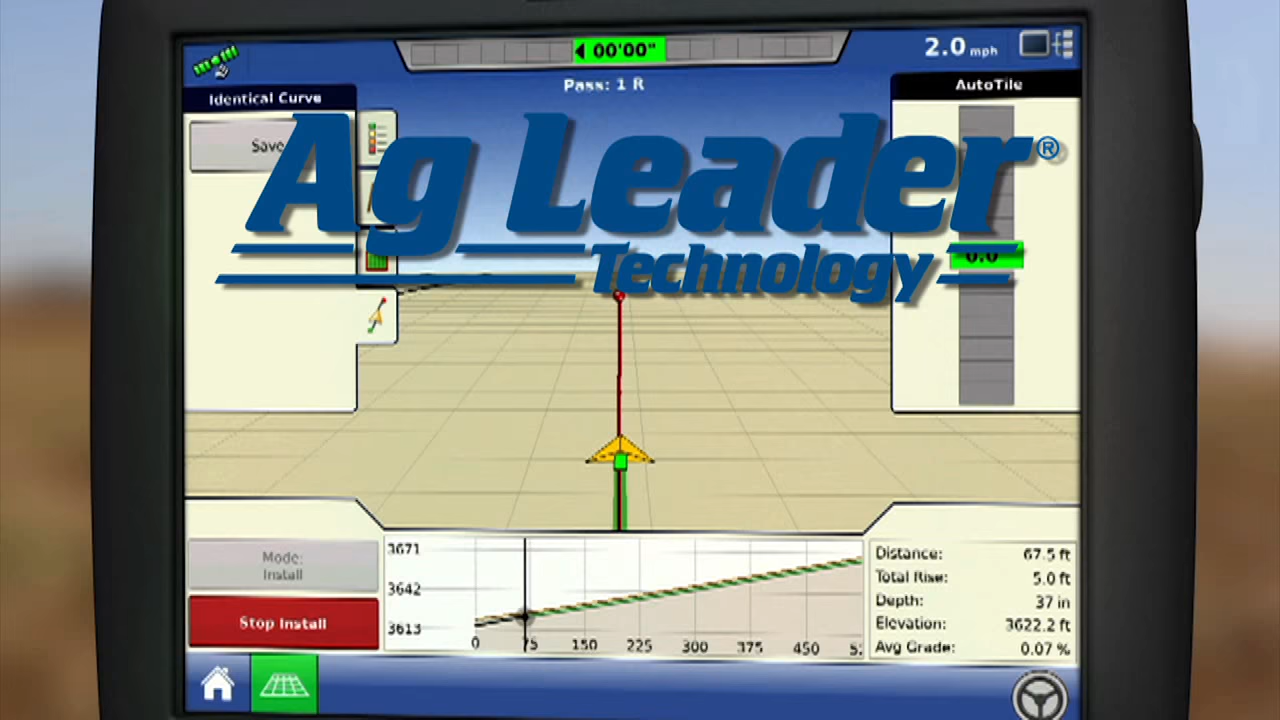 00'00"
2.0 mph
Pass: 1 R
Identical Curve
AutoTile
Save
Ag Leader®
Technology
0.0
Mode:
Install
Stop Install
3671
3642
3613
0 75 150 225 300 375 450
Distance: 67.5 ft
Total Rise: 5.0 ft
Depth: 37 in
Elevation: 3622.2 ft
Avg Grade: 0.07 %